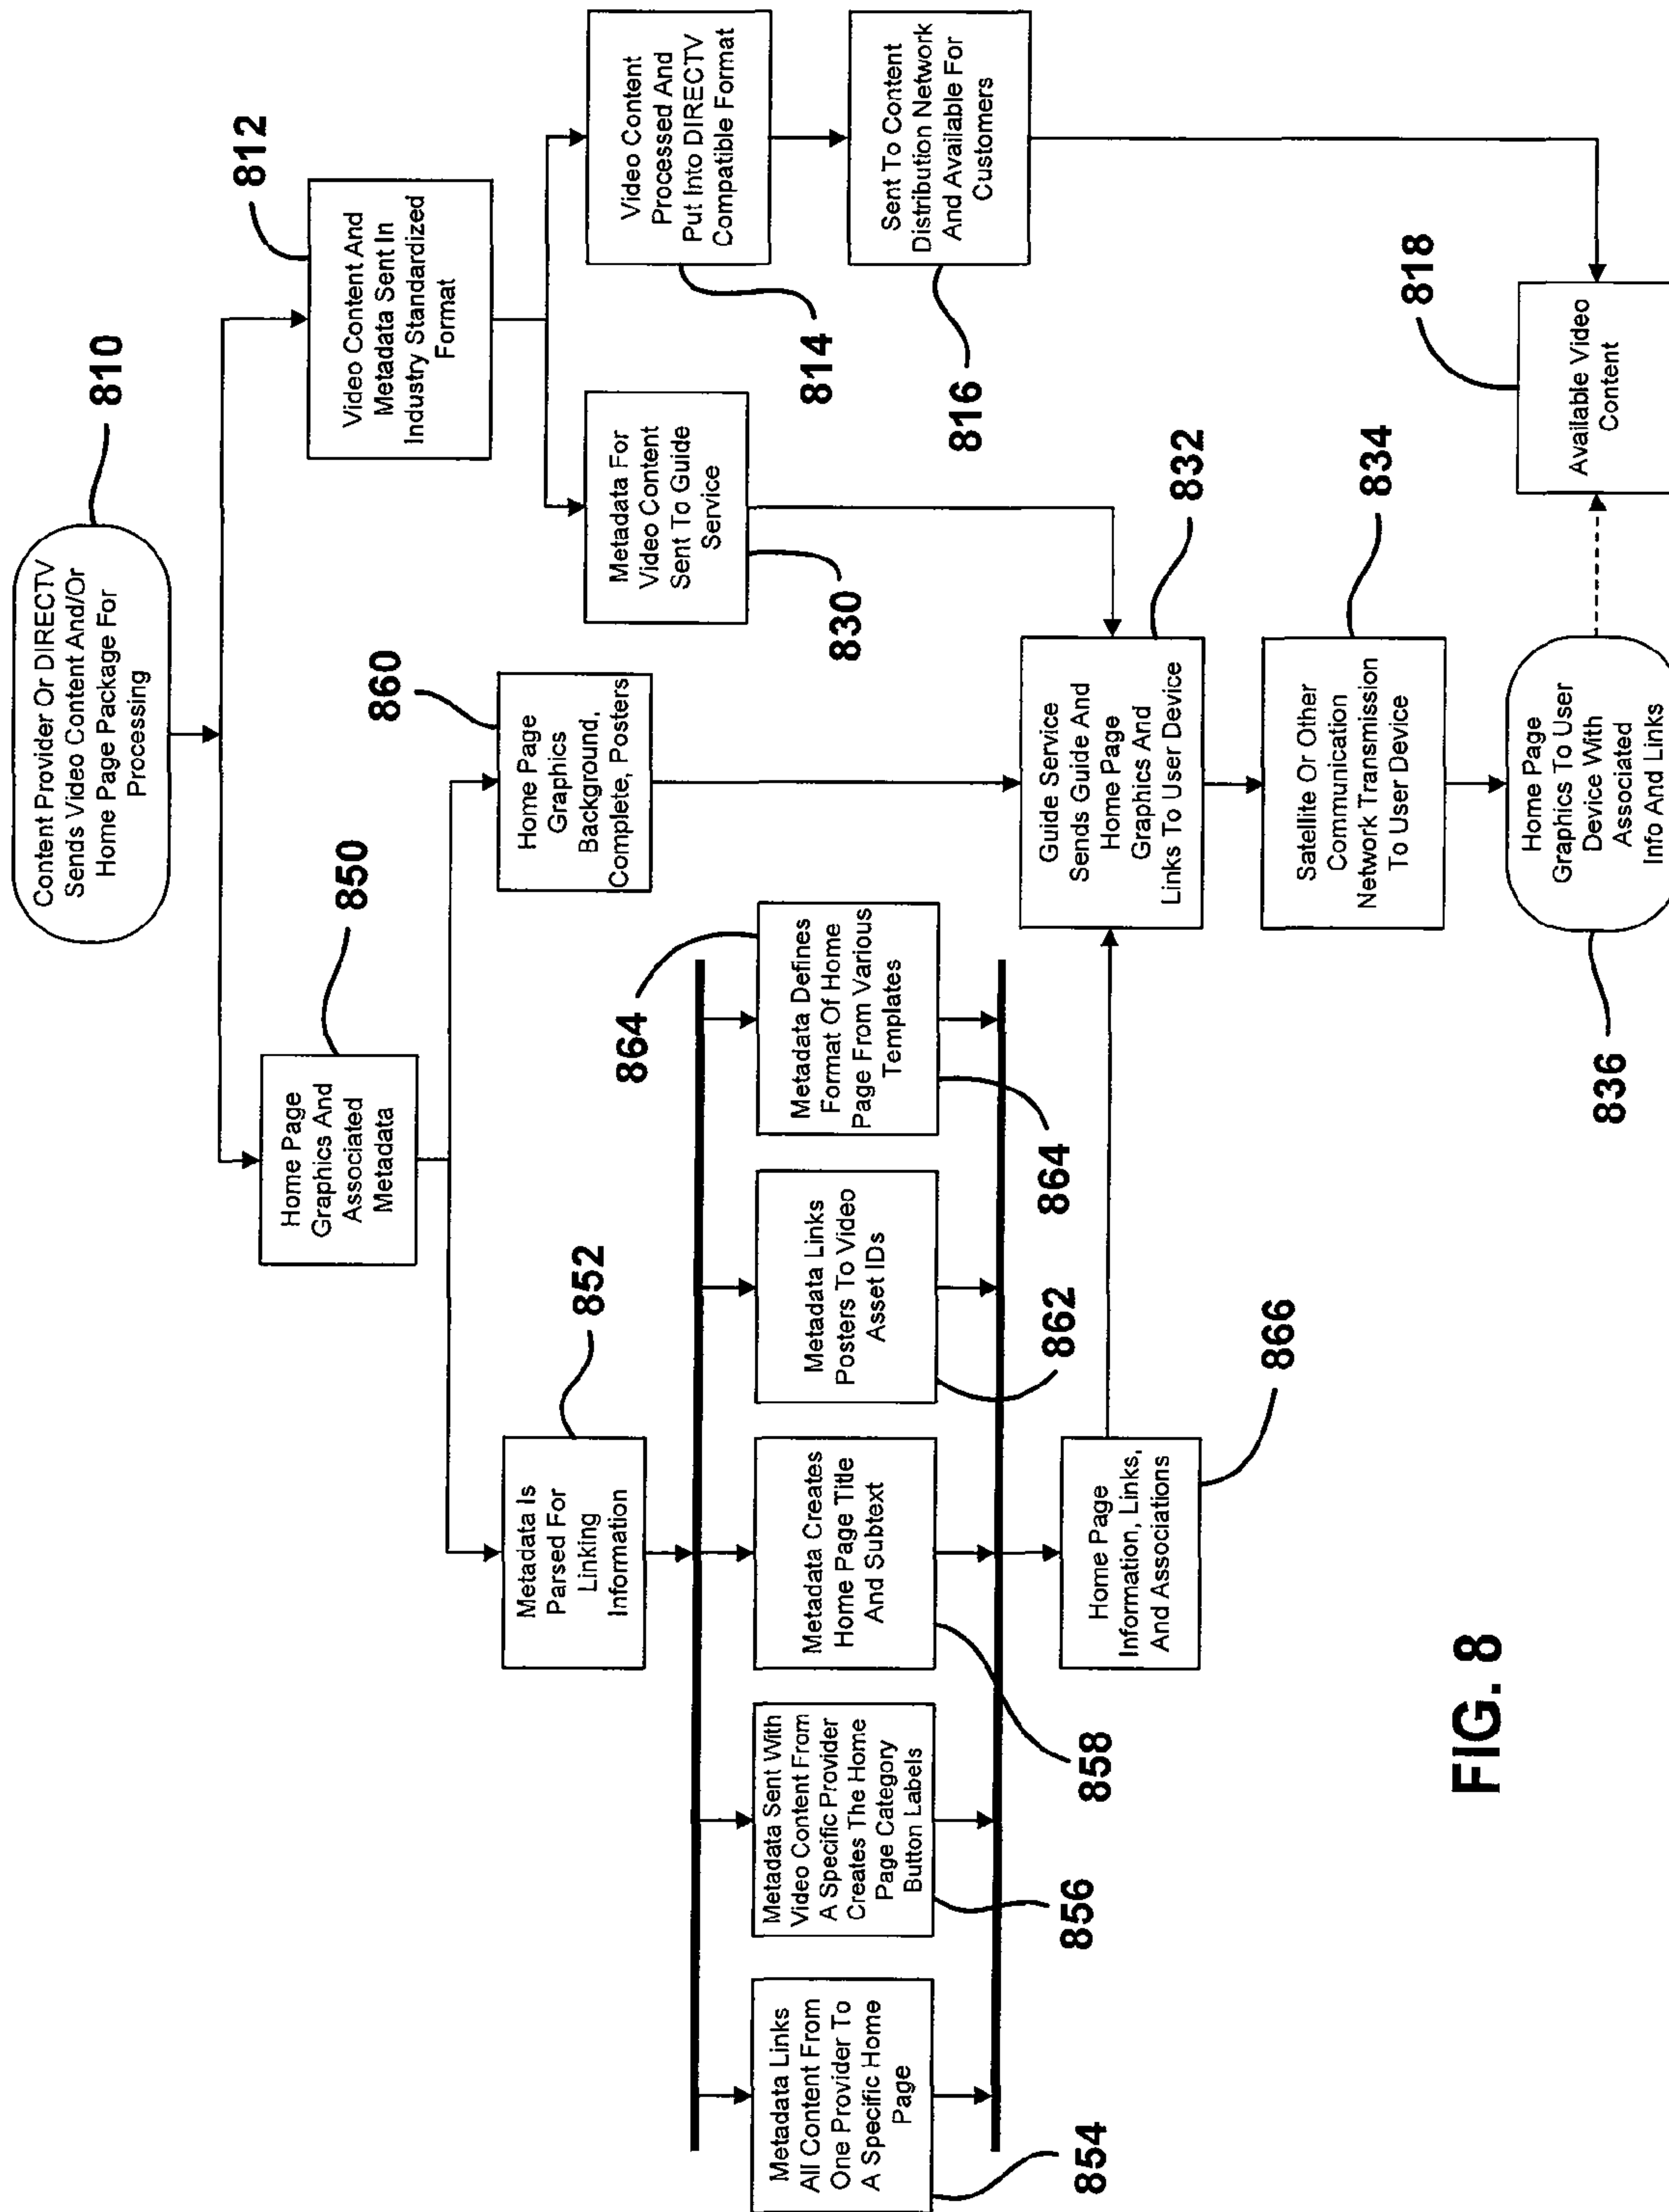 Content Provider Or DIRECTV
Sends Video Content And/Or
Home Page Package For
Processing
810
Video Content And
Metadata Sent In
Industry Standardized
Format
812
Home Page
Graphics And
Associated
Metadata
850
Video Content
Processed And
Put Into DIRECTV
Compatible Format
814
Metadata For
Video Content
Sent To Guide
Service
830
Home Page
Graphics
Background,
Complete, Posters
860
Metadata Is
Parsed For
Linking
Information
852
Sent To Content
Distribution Network
And Available For
Customers
816
Metadata Links
All Content From
One Provider To
A Specific Home
Page
854
Metadata Sent With
Video Content From
A Specific Provider
Creates The Home
Page Category
Button Labels
856
Metadata Creates
Home Page Title
And Subtext
858
Metadata Links
Posters To Video
Asset IDs
862
864
Metadata Defines
Format Of Home
Page From Various
Templates
864
Home Page
Information, Links,
And Associations
866
Guide Service
Sends Guide And
Home Page
Graphics And
Links To User Device
832
Satellite Or Other
Communication
Network Transmission
To User Device
834
Home Page
Graphics To User
Device With
Associated
Info And Links
836
Available Video
Content
818
FIG. 8